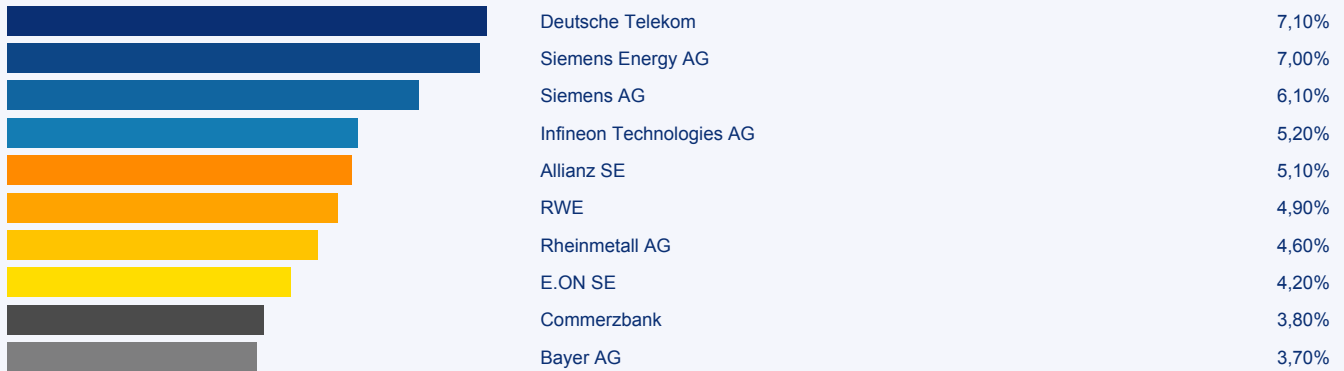 Deutsche Telekom 7,10%
Siemens Energy AG 7,00%
Siemens AG 6,10%
Infineon Technologies AG 5,20%
Allianz SE 5,10%
RWE 4,90%
Rheinmetall AG 4,60%
E.ON SE 4,20%
Commerzbank 3,80%
Bayer AG 3,70%